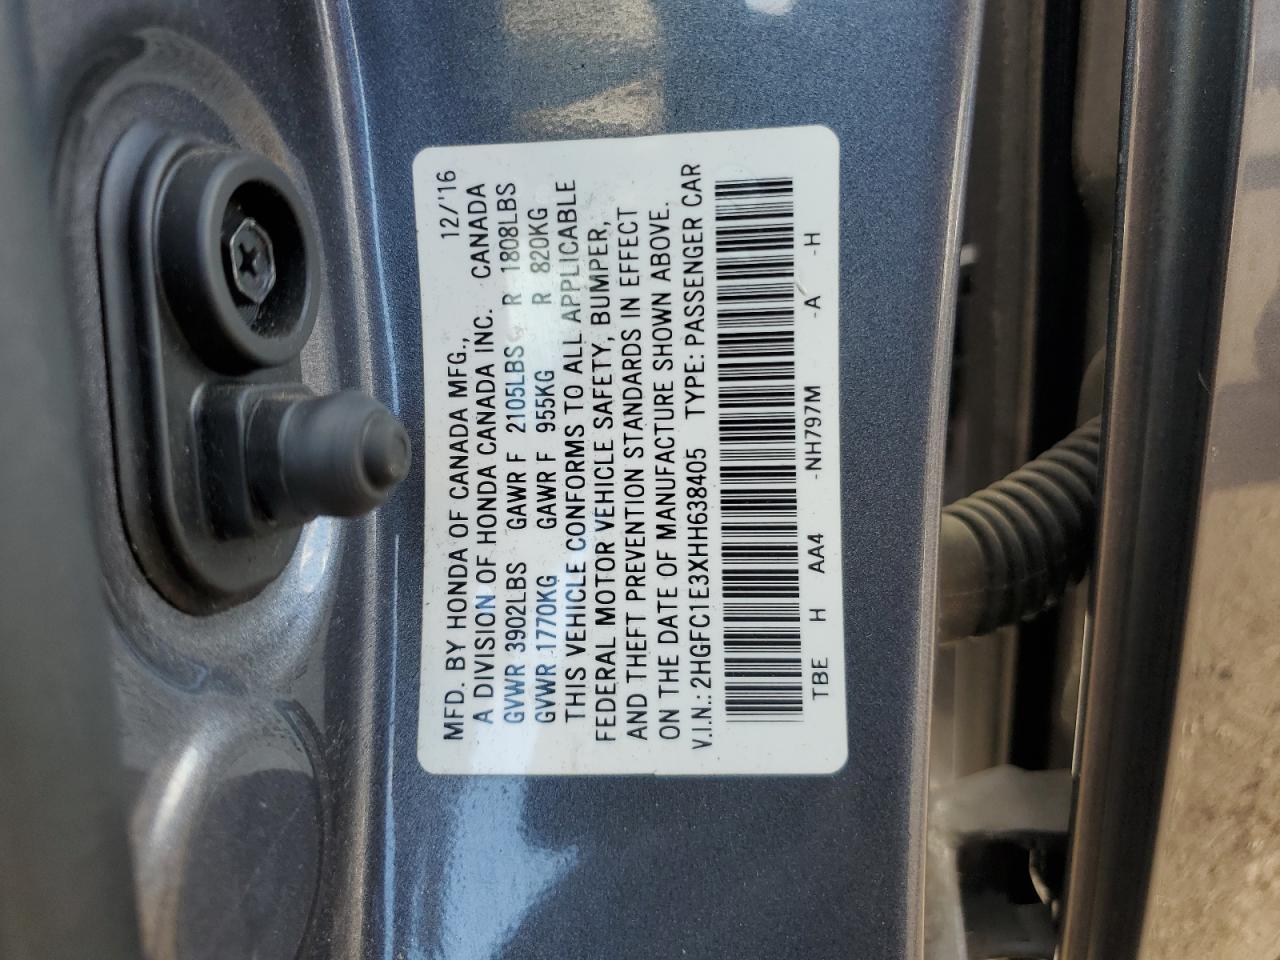 MFD. BY HONDA OF CANADA MFG., 12/'16
A DIVISION OF HONDA CANADA INC. CANADA
GVWR 3902LBS GAWR F 2105LBS R 1808LBS
GVWR 1770KG GAWR F 955KG R 820KG
THIS VEHICLE CONFORMS TO ALL APPLICABLE
FEDERAL MOTOR VEHICLE SAFETY, BUMPER,
AND THEFT PREVENTION STANDARDS IN EFFECT
ON THE DATE OF MANUFACTURE SHOWN ABOVE.
V.I.N.: 2HGFC1E3XHH638405 TYPE: PASSENGER CAR
TBE H AA4 -NH797M -A -H